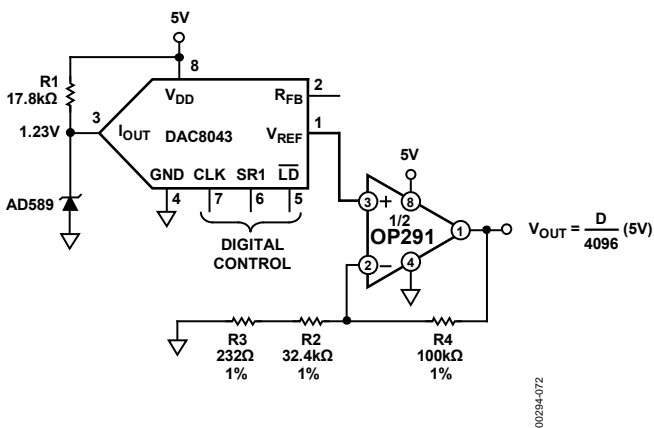 5V
8
R1
17.8kΩ
VDD
RFB
2
3
1.23V
IOUT
DAC8043
VREF
1
GND
CLK
SR1
LD
4
7
6
5
AD589
DIGITAL
CONTROL
5V
3
+
8
1/2
OP291
1
2
–
4
VOUT = D/4096 (5V)
R3
232Ω
1%
R2
32.4kΩ
1%
R4
100kΩ
1%
00294-072